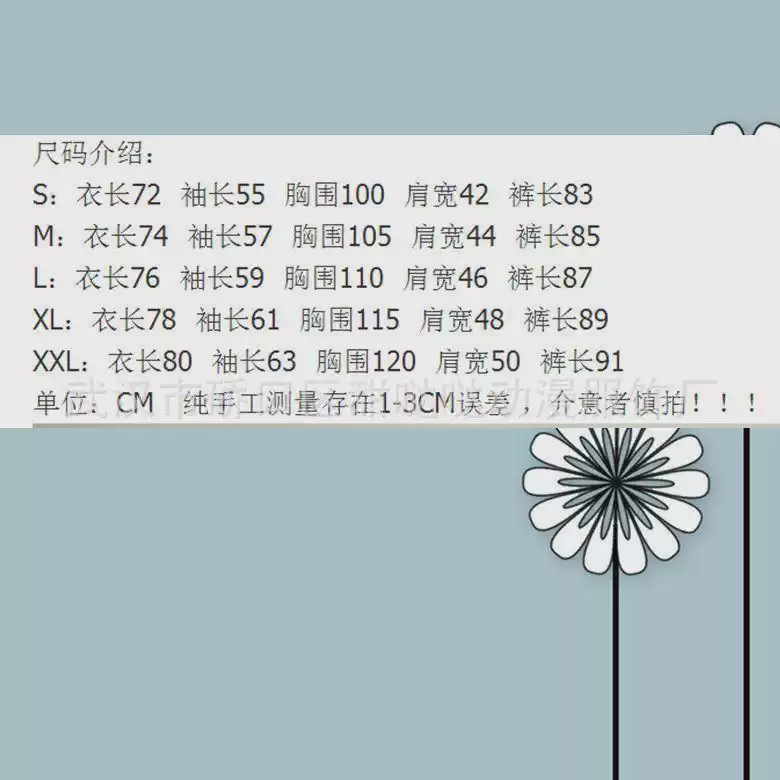 尺码介绍：
S：衣长72 袖长55 胸围100 肩宽42 裤长83
M：衣长74 袖长57 胸围105 肩宽44 裤长85
L：衣长76 袖长59 胸围110 肩宽46 裤长87
XL：衣长78 袖长61 胸围115 肩宽48 裤长89
XXL：衣长80 袖长63 胸围120 肩宽50 裤长91
武汉市硚口区甜哒哒动漫服饰厂
单位：CM 纯手工测量存在1-3CM误差，介意者慎拍！！！